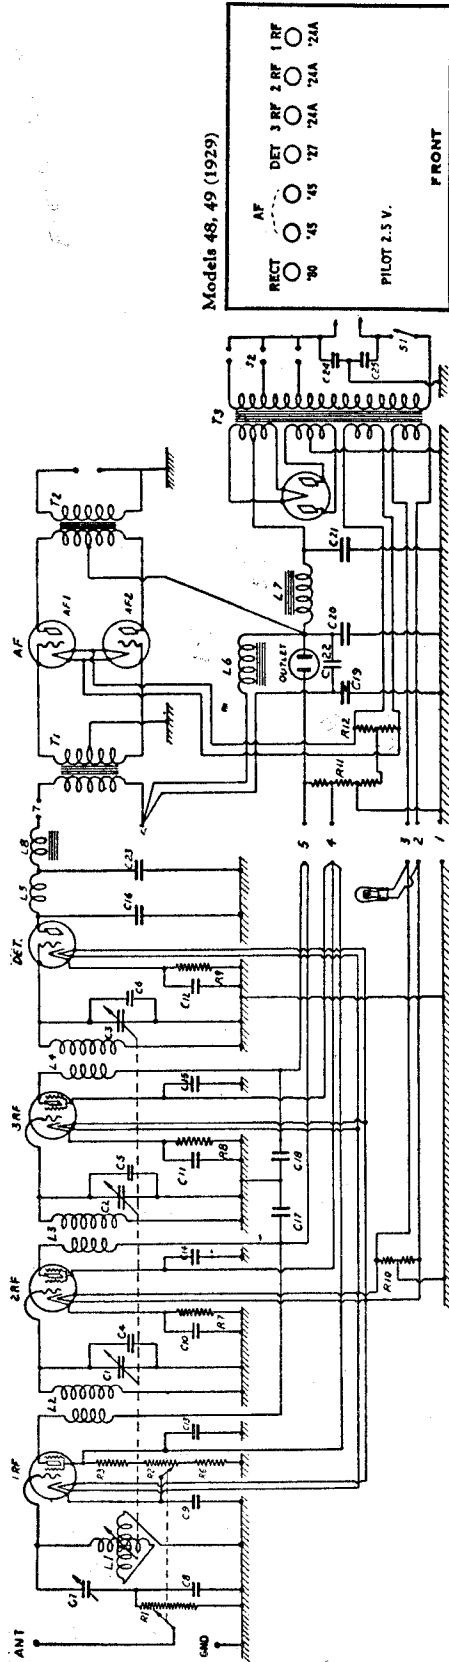 Models 48, 49 (1929)
RECT AF DET 3 RF 2 RF 1 RF
'80 '45 '45 '27 '24A '24A '24A
PILOT 2.5 V.
FRONT
ANT
1RF
2RF
3RF
DET.
AF
AF1
AF2
L1
L2
L3
L4
L5
L8
T1
T2
C1
C4
C2
C5
C3
C6
R1
C8
C9
R3
R2
R6
C13
C10
R7
C14
C11
R8
C15
C12
R9
C16
C23
C17
C18
GND
R10
L6
L7
OUTLET
C22
C19
C20
C21
R11
R12
T3
S2
C24
C25
S1
5
4
3
2
1